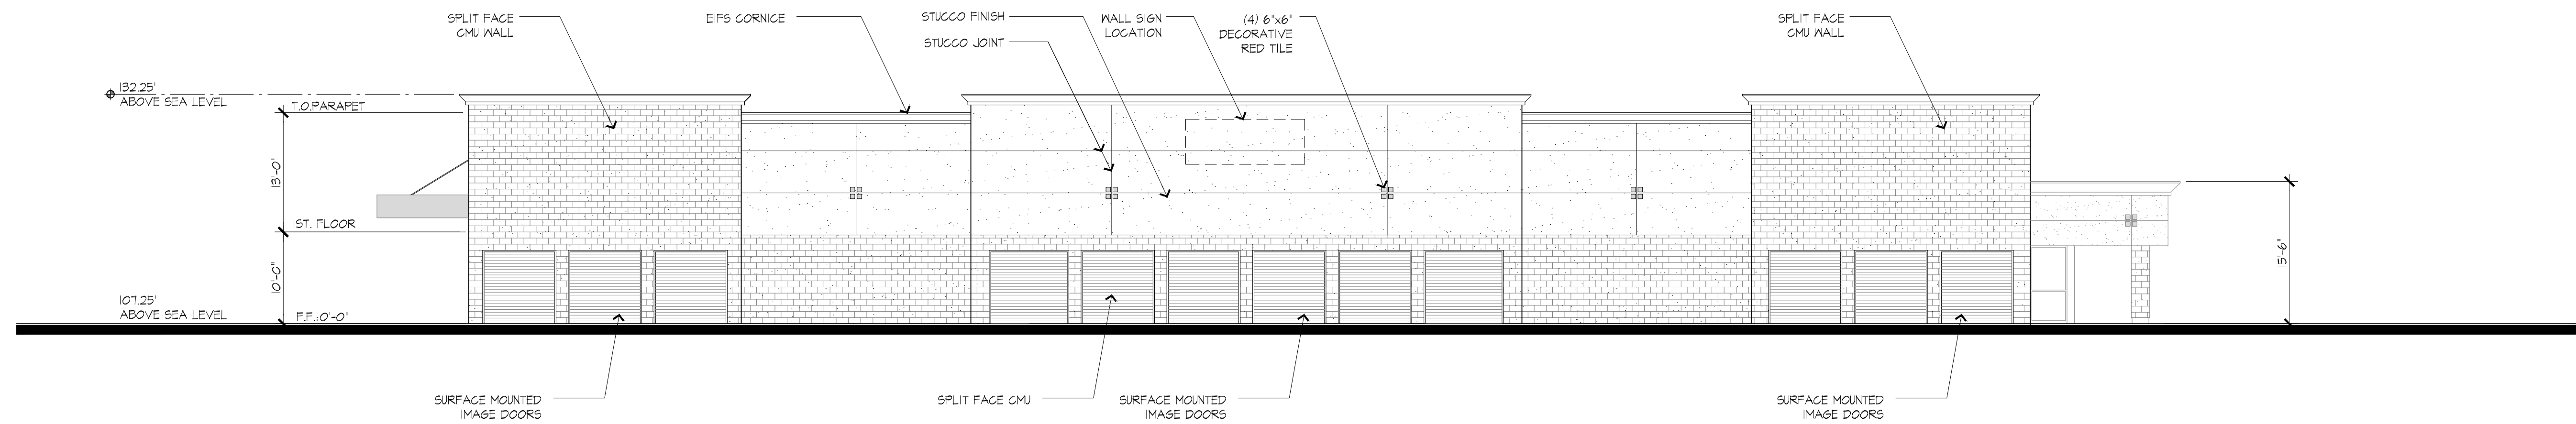 SPLIT FACE
CMU WALL
EIFS CORNICE
STUCCO FINISH
STUCCO JOINT
WALL SIGN
LOCATION
(4) 6"x6"
DECORATIVE
RED TILE
SPLIT FACE
CMU WALL
132.25'
ABOVE SEA LEVEL
T.O.PARAPET
13'-0"
1ST. FLOOR
10'-0"
107.25'
ABOVE SEA LEVEL
F.F.:0'-0"
15'-6"
SURFACE MOUNTED
IMAGE DOORS
SPLIT FACE CMU
SURFACE MOUNTED
IMAGE DOORS
SURFACE MOUNTED
IMAGE DOORS